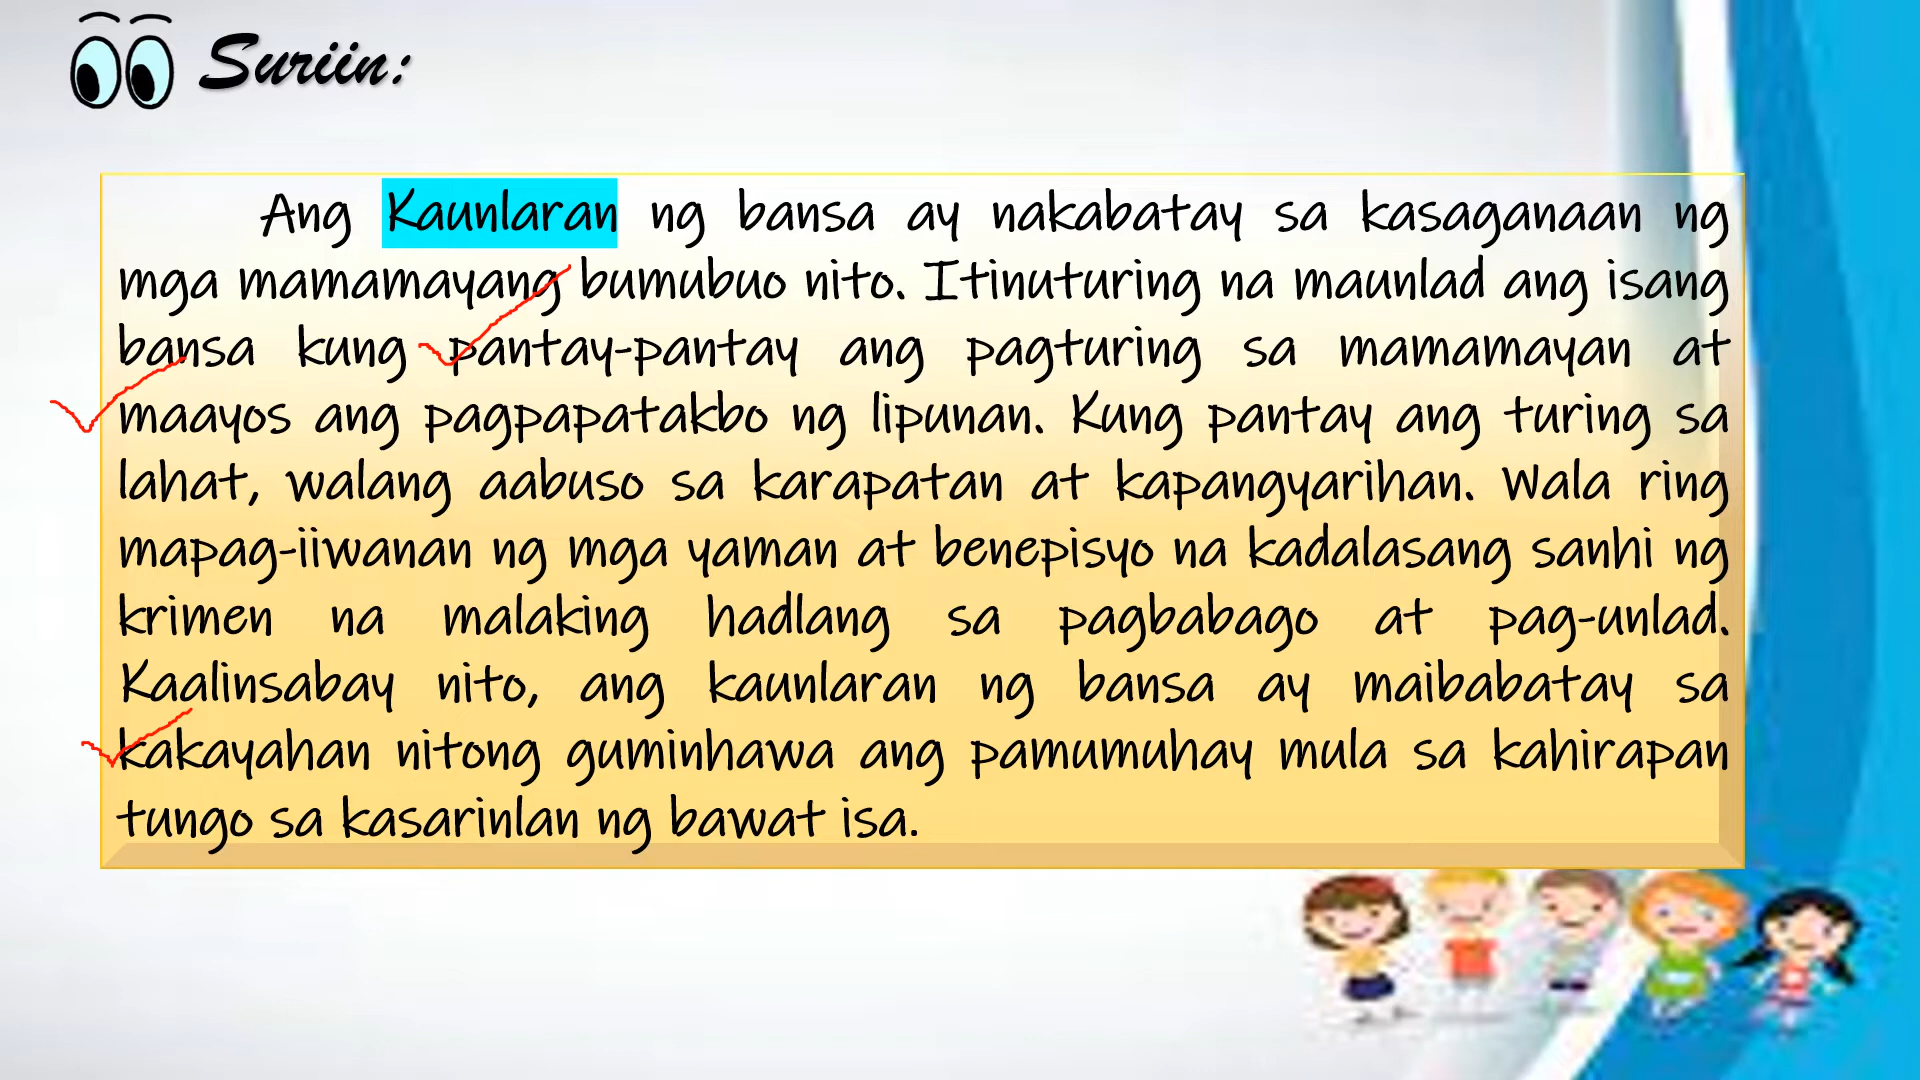 Suriin:
Ang Kaunlaran ng bansa ay nakabatay sa kasaganaan ng
mga mamamayang bumubuo nito. Itinuturing na maunlad ang isang
bansa kung pantay-pantay ang pagturing sa mamamayan at
maayos ang pagpapatakbo ng lipunan. Kung pantay ang turing sa
lahat, walang aabuso sa karapatan at kapangyarihan. Wala ring
mapag-iiwanan ng mga yaman at benepisyo na kadalasang sanhi ng
krimen na malaking hadlang sa pagbabago at pag-unlad.
Kaalinsabay nito, ang kaunlaran ng bansa ay maibabatay sa
kakayahan nitong guminhawa ang pamumuhay mula sa kahirapan
tungo sa kasarinlan ng bawat isa.